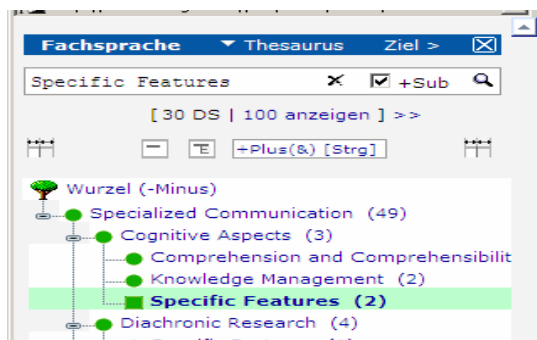 Fachsprache ▼ Thesaurus Ziel >
Specific Features +Sub
[ 30 DS | 100 anzeigen ] >>
+Plus(&) [Strg]
Wurzel (-Minus)
Specialized Communication (49)
Cognitive Aspects (3)
Comprehension and Comprehensibilit
Knowledge Management (2)
Specific Features (2)
Diachronic Research (4)